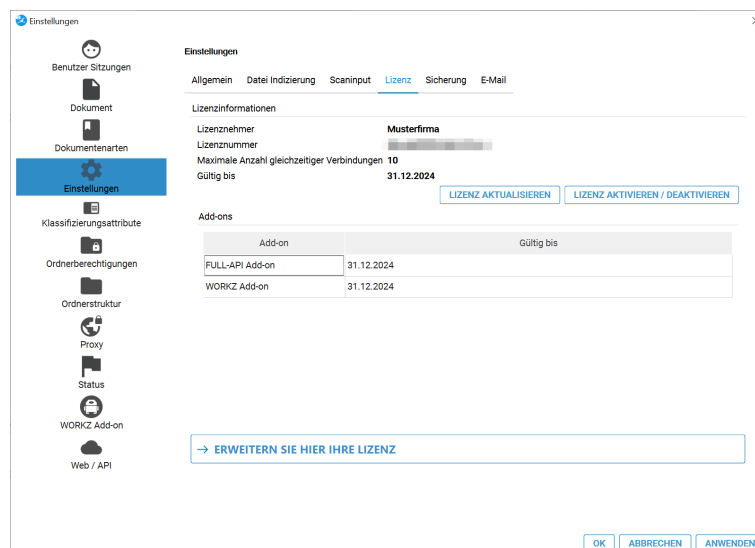 Einstellungen
Benutzer Sitzungen
Dokument
Dokumentenarten
Einstellungen
Klassifizierungsattribute
Ordnerberechtigungen
Ordnerstruktur
Proxy
Status
WORKZ Add-on
Web / API
Einstellungen
Allgemein Datei Indizierung Scaninput Lizenz Sicherung E-Mail
Lizenzinformationen
Lizenznehmer Musterfirma
Lizenznummer
Maximale Anzahl gleichzeitiger Verbindungen 10
Gültig bis 31.12.2024
LIZENZ AKTUALISIEREN LIZENZ AKTIVIEREN / DEAKTIVIEREN
Add-ons
Add-on Gültig bis
FULL-API Add-on 31.12.2024
WORKZ Add-on 31.12.2024
→ ERWEITERN SIE HIER IHRE LIZENZ
OK ABBRECHEN ANWENDEN